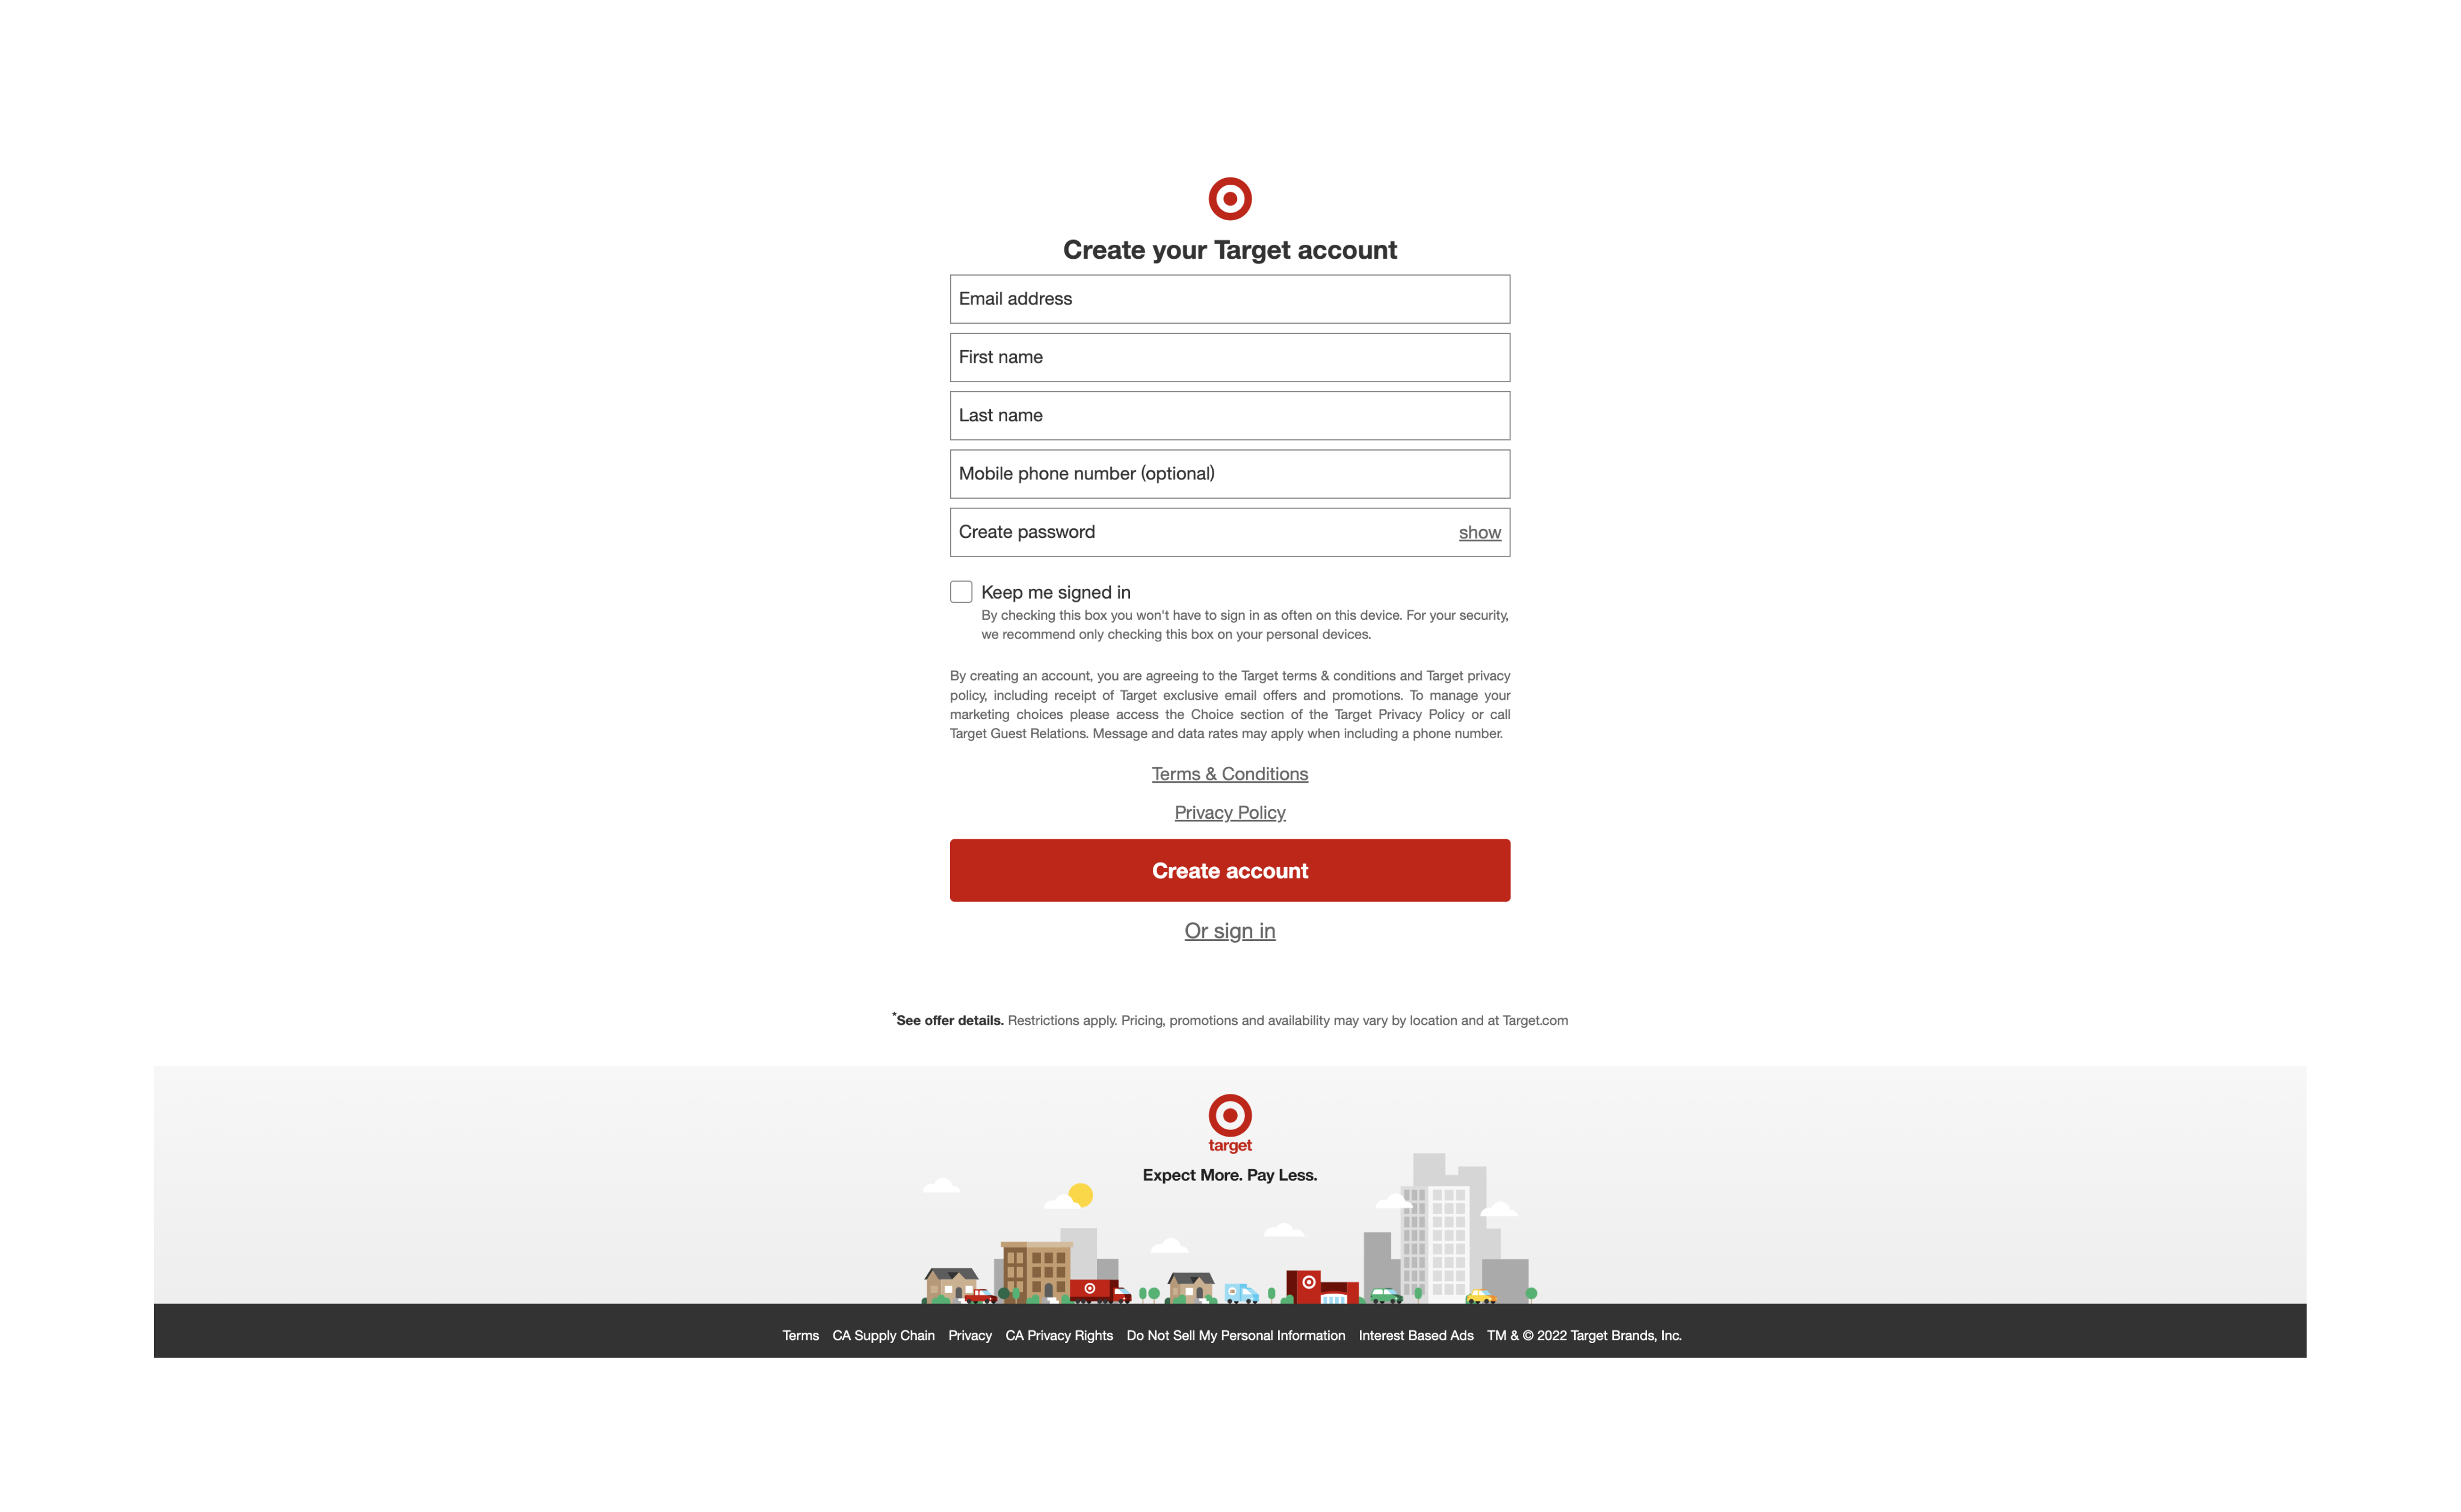 Create your Target account
Email address
First name
Last name
Mobile phone number (optional)
Create password show
Keep me signed in
By checking this box you won't have to sign in as often on this device. For your security,
we recommend only checking this box on your personal devices.
By creating an account, you are agreeing to the Target terms & conditions and Target privacy
policy, including receipt of Target exclusive email offers and promotions. To manage your
marketing choices please access the Choice section of the Target Privacy Policy or call
Target Guest Relations. Message and data rates may apply when including a phone number.
Terms & Conditions
Privacy Policy
Create account
Or sign in
*See offer details. Restrictions apply. Pricing, promotions and availability may vary by location and at Target.com
target
Expect More. Pay Less.
Terms CA Supply Chain Privacy CA Privacy Rights Do Not Sell My Personal Information Interest Based Ads TM & © 2022 Target Brands, Inc.